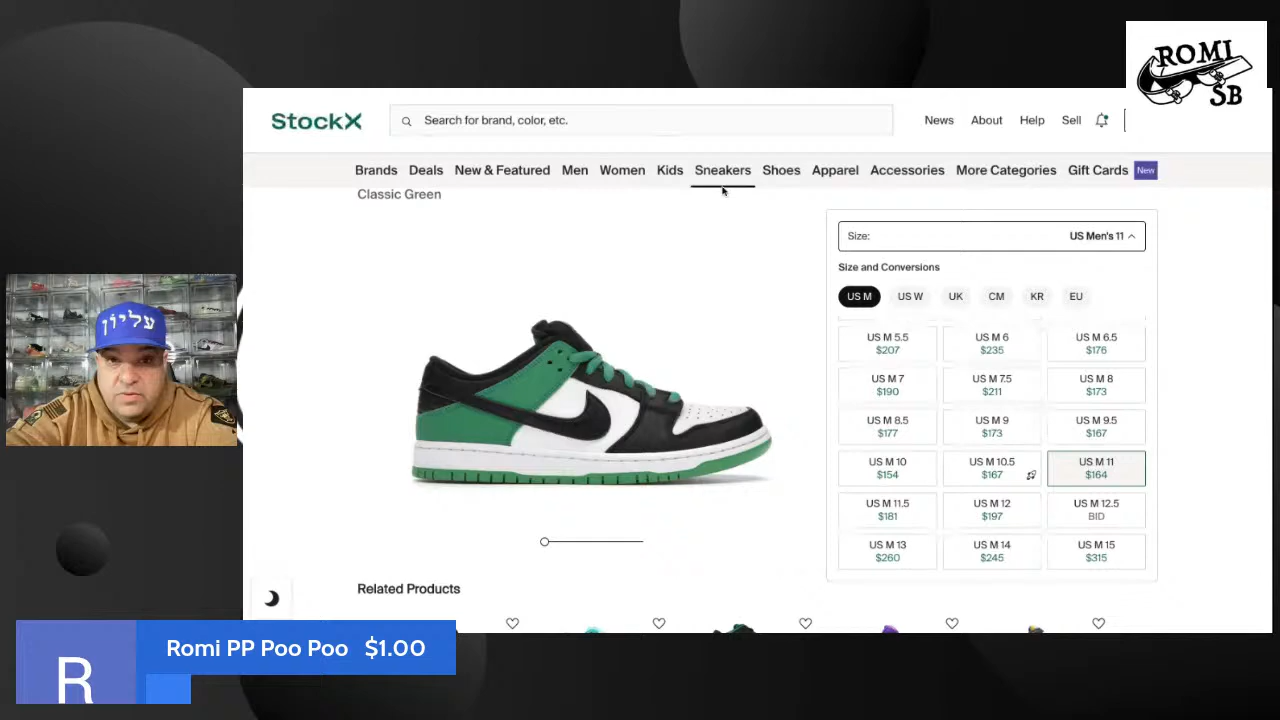 ROMI
SB
StockX
Search for brand, color, etc.
News About Help Sell
Brands Deals New & Featured Men Women Kids Sneakers Shoes Apparel Accessories More Categories Gift Cards New
Classic Green
Size: US Men's 11
Size and Conversions
US M US W UK CM KR EU
US M 5.5 US M 6 US M 6.5
$207 $235 $176
US M 7 US M 7.5 US M 8
$190 $211 $173
US M 8.5 US M 9 US M 9.5
$177 $173 $167
US M 10 US M 10.5 US M 11
$154 $167 $164
US M 11.5 US M 12 US M 12.5
$181 $197 BID
US M 13 US M 14 US M 15
$260 $245 $315
עליון
Related Products
R
Romi PP Poo Poo $1.00